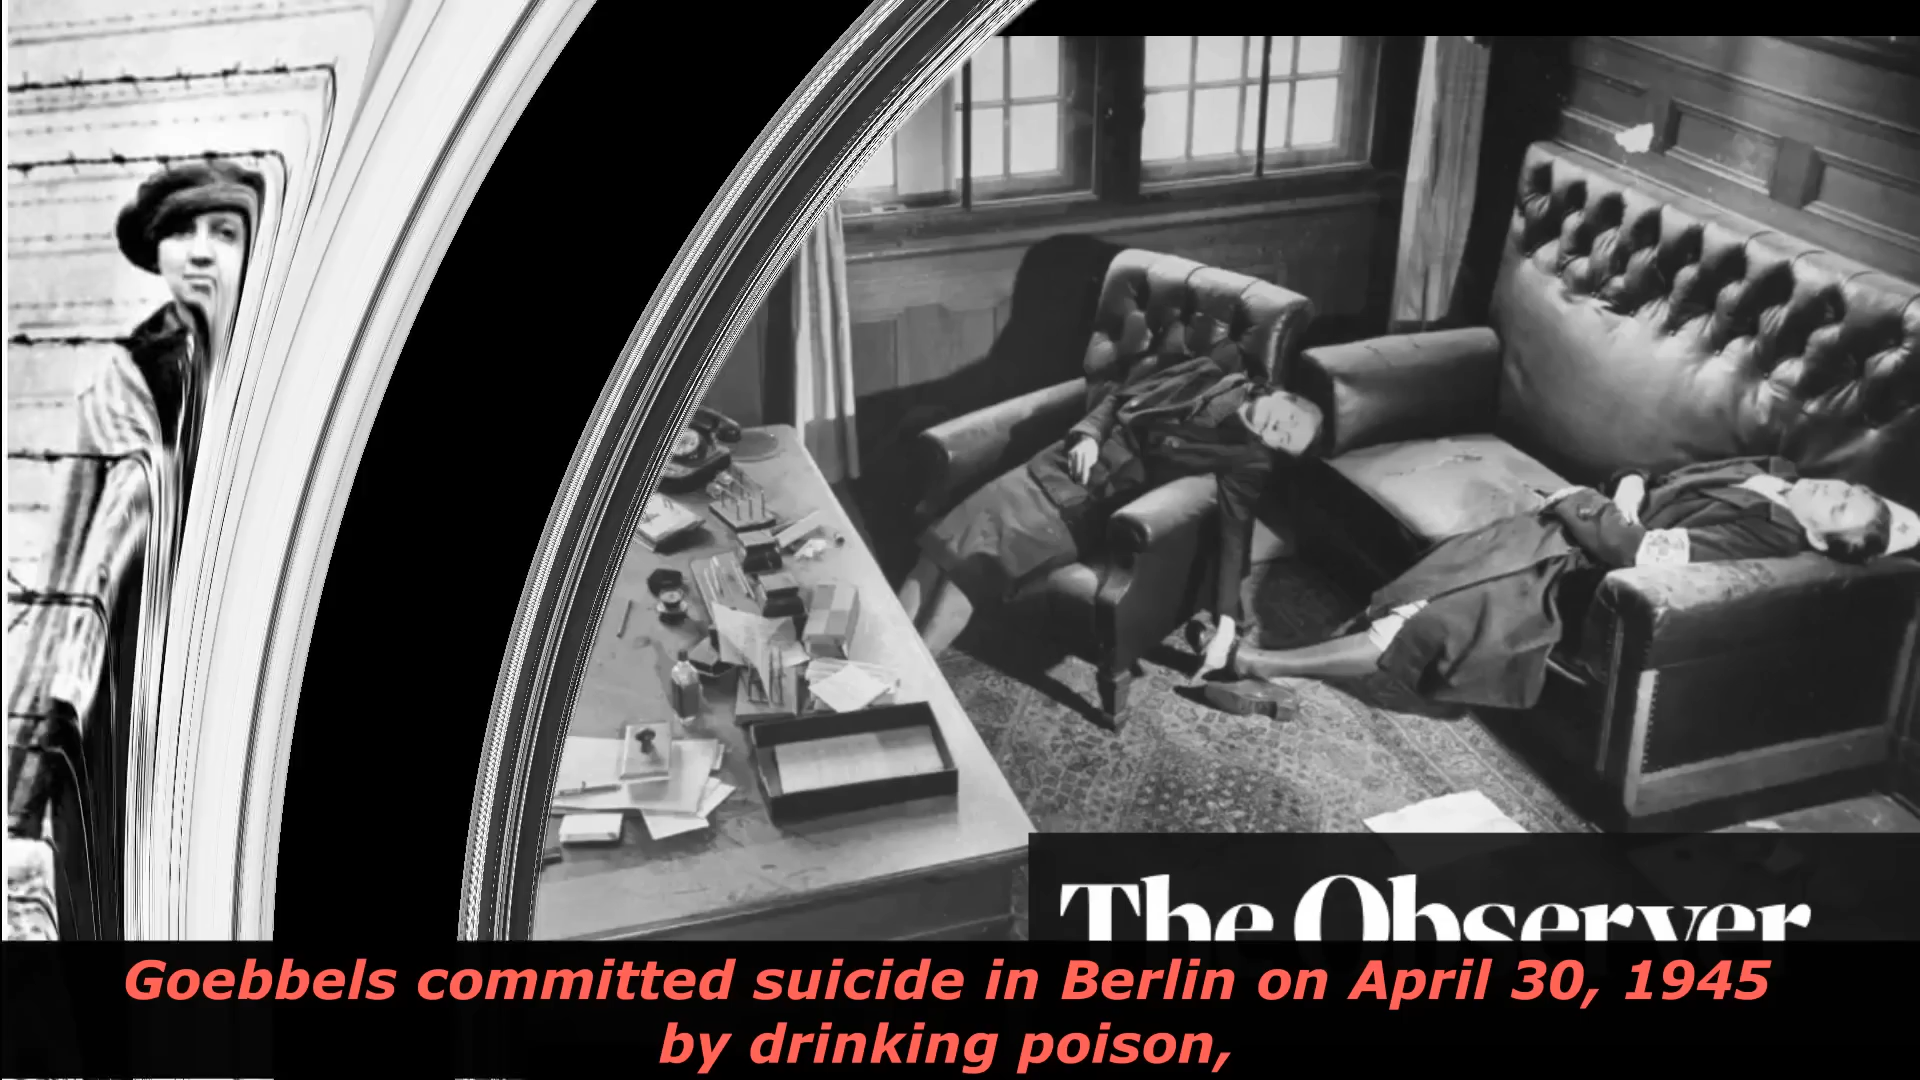 The Observer
Goebbels committed suicide in Berlin on April 30, 1945
by drinking poison,